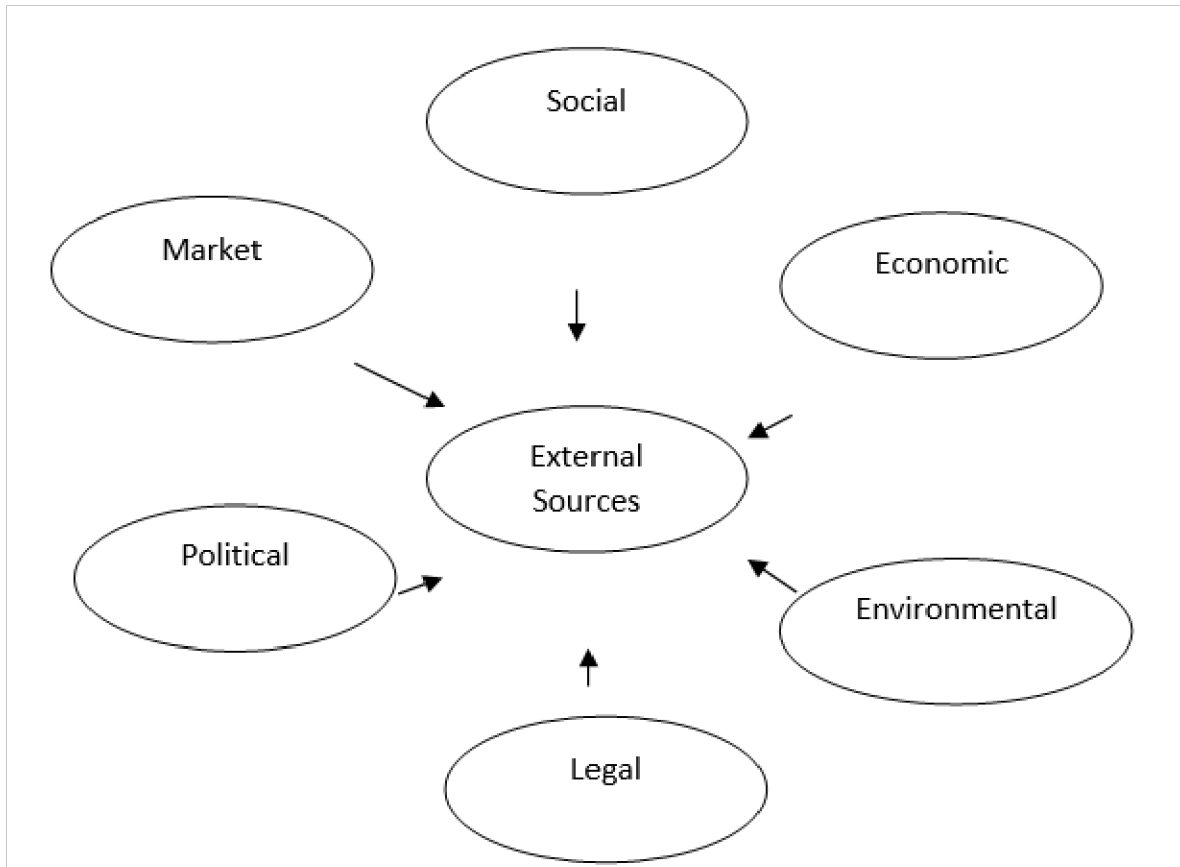 Social
Market
Economic
External
Sources
Political
Environmental
Legal